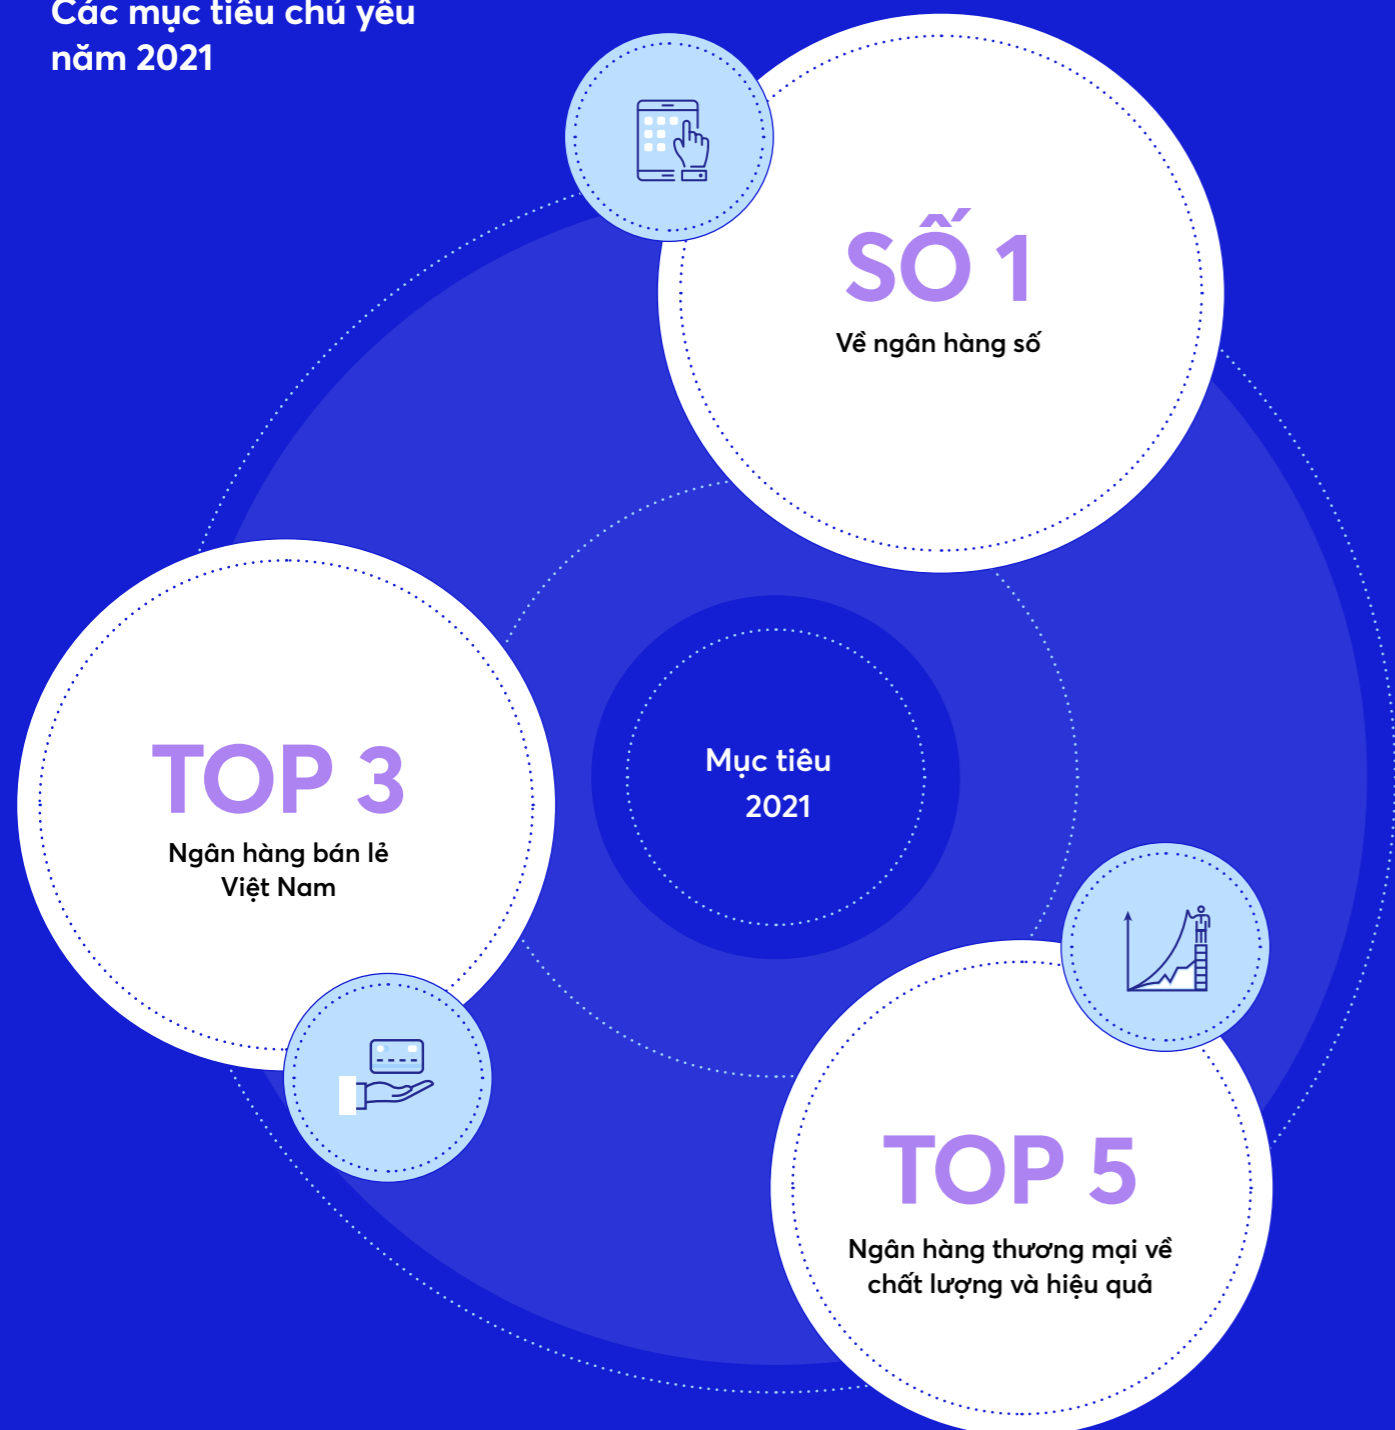 Các mục tiêu chủ yếu
năm 2021
SỐ 1
Về ngân hàng số
TOP 3
Ngân hàng bán lẻ
Việt Nam
Mục tiêu
2021
TOP 5
Ngân hàng thương mại về
chất lượng và hiệu quả